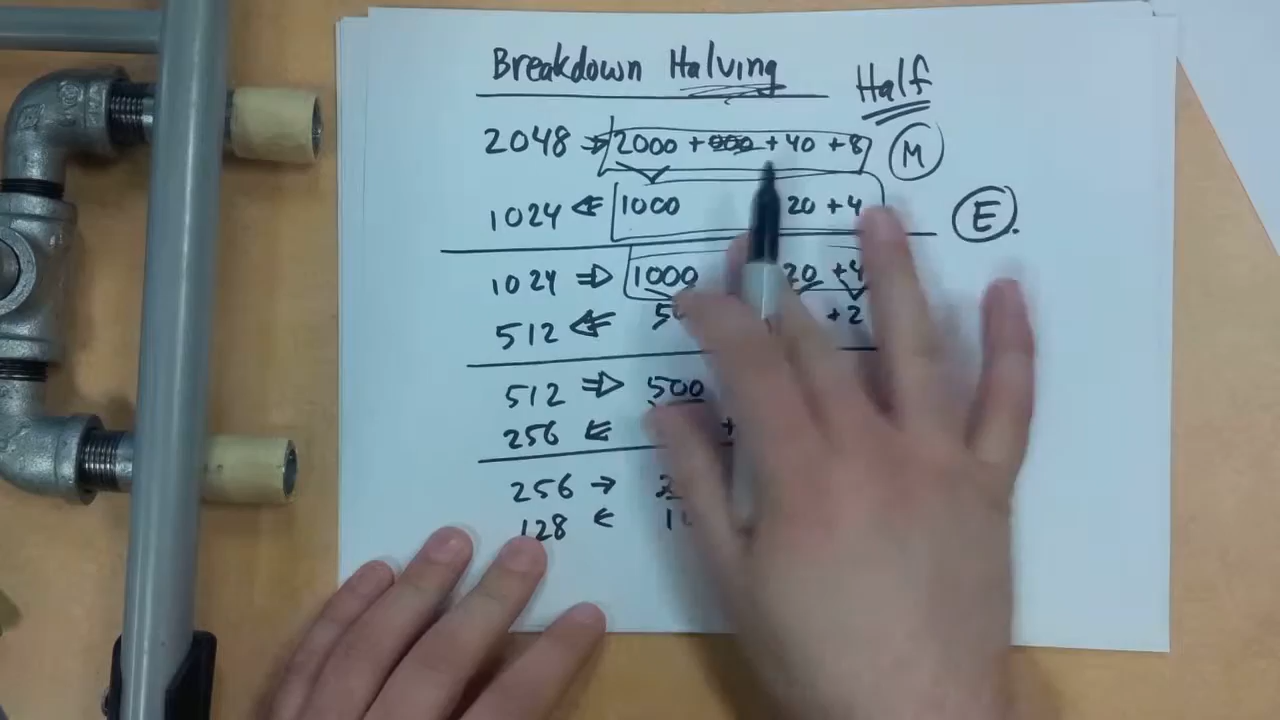 Breakdown Halving Half
2048 ⇒ 2000 + 000 + 40 + 8 M
1024 ⇐ 1000 20 + 4 E.
1024 ⇒ 1000 20 + 4
512 ⇐ + 2
512 ⇒ 500
256 ⇐ +
256 →
128 ←